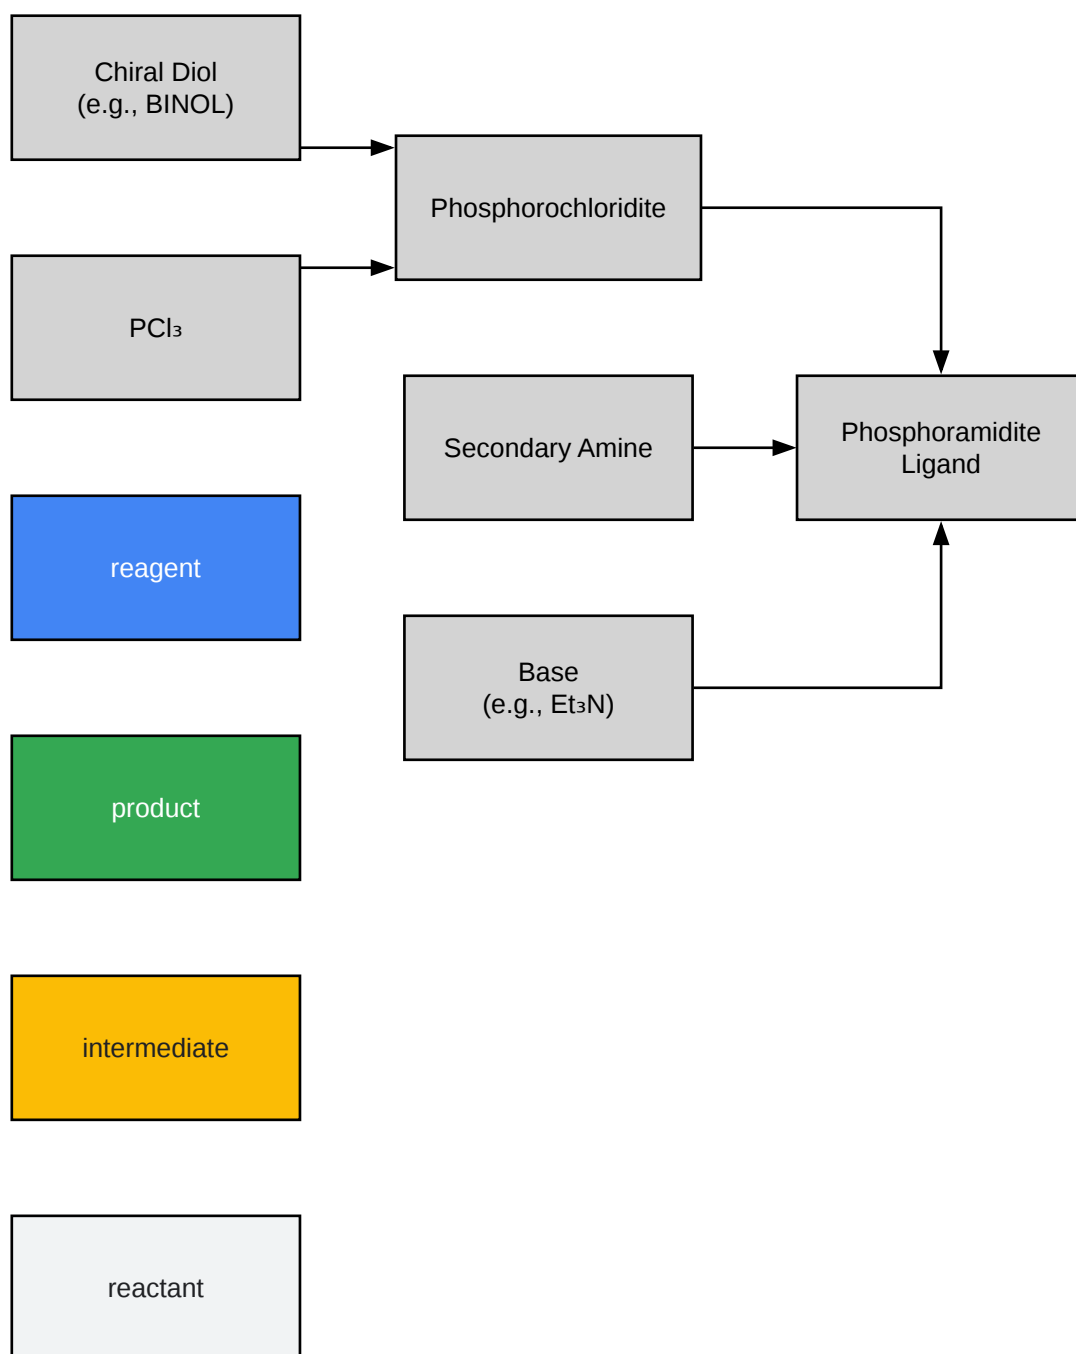 Chiral Diol
(e.g., BINOL)
Phosphorochloridite
PCl₃
Secondary Amine
Phosphoramidite
Ligand
reagent
Base
(e.g., Et₃N)
product
intermediate
reactant